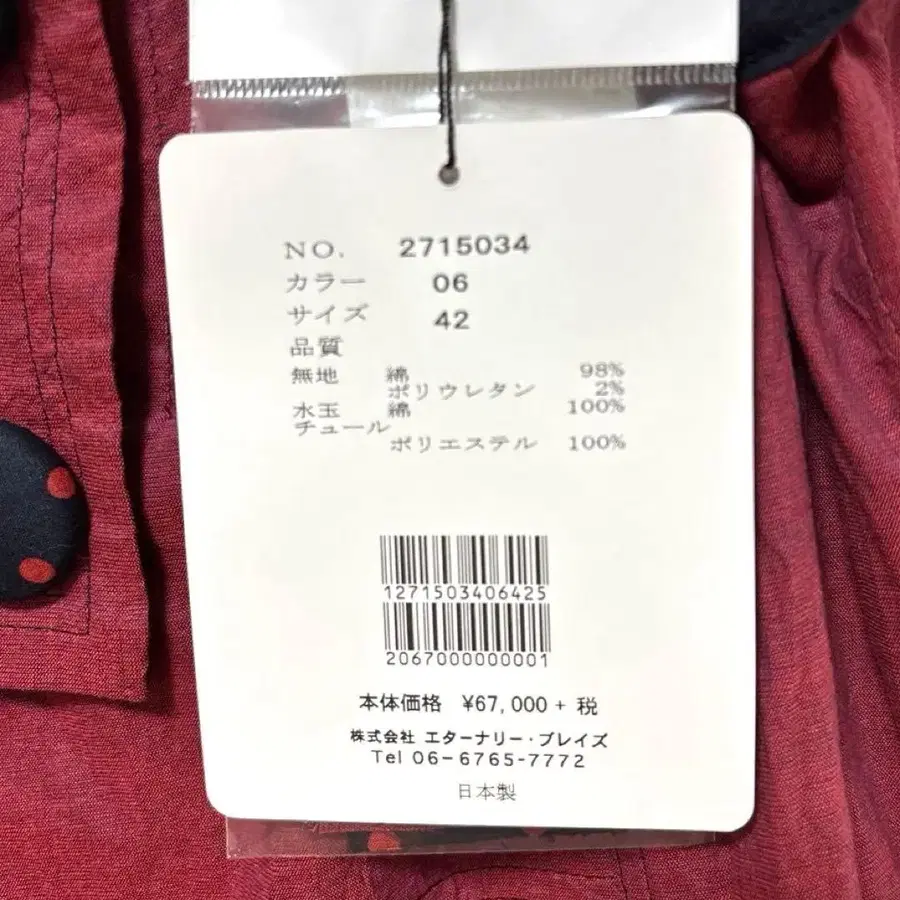 NO. 2715034
カラー 06
サイズ 42
品質
無地 綿 98%
ポリウレタン 2%
水玉 綿 100%
チュール
ポリエステル 100%
1271503406425
2067000000001
本体価格 ¥67,000 + 税
株式会社 エターナリー・ブレイズ
Tel 06-6765-7772
日本製